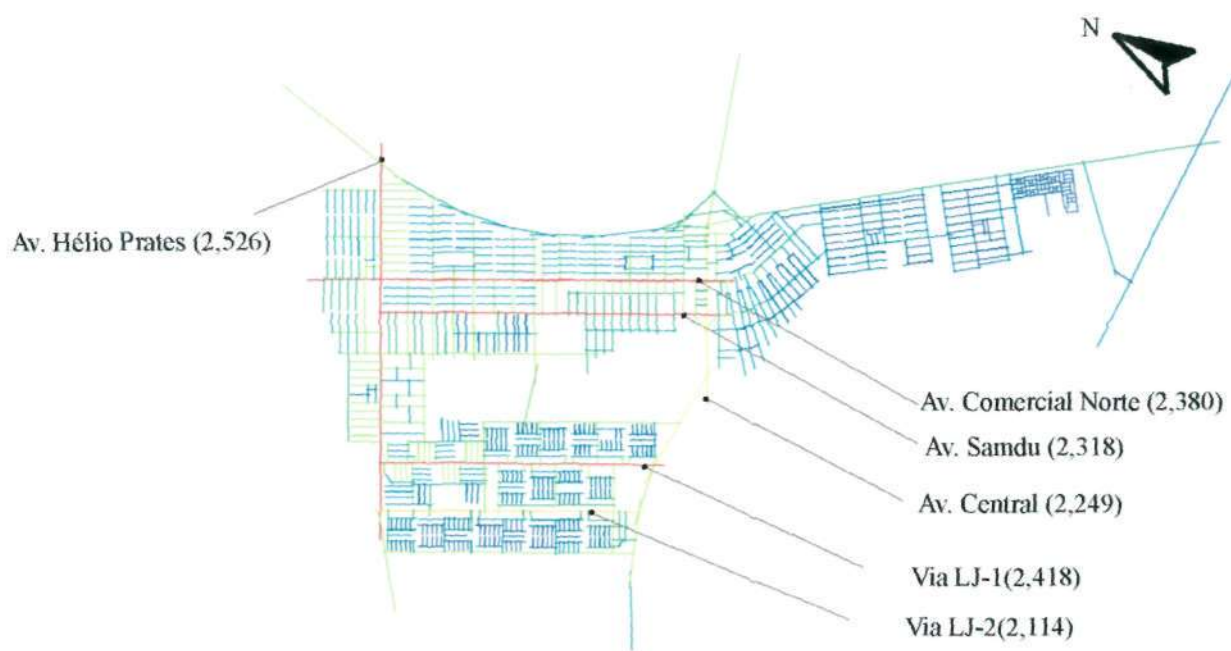 N
Av. Hélio Prates (2,526)
Av. Comercial Norte (2,380)
Av. Samdu (2,318)
Av. Central (2,249)
Via LJ-1(2,418)
Via LJ-2(2,114)